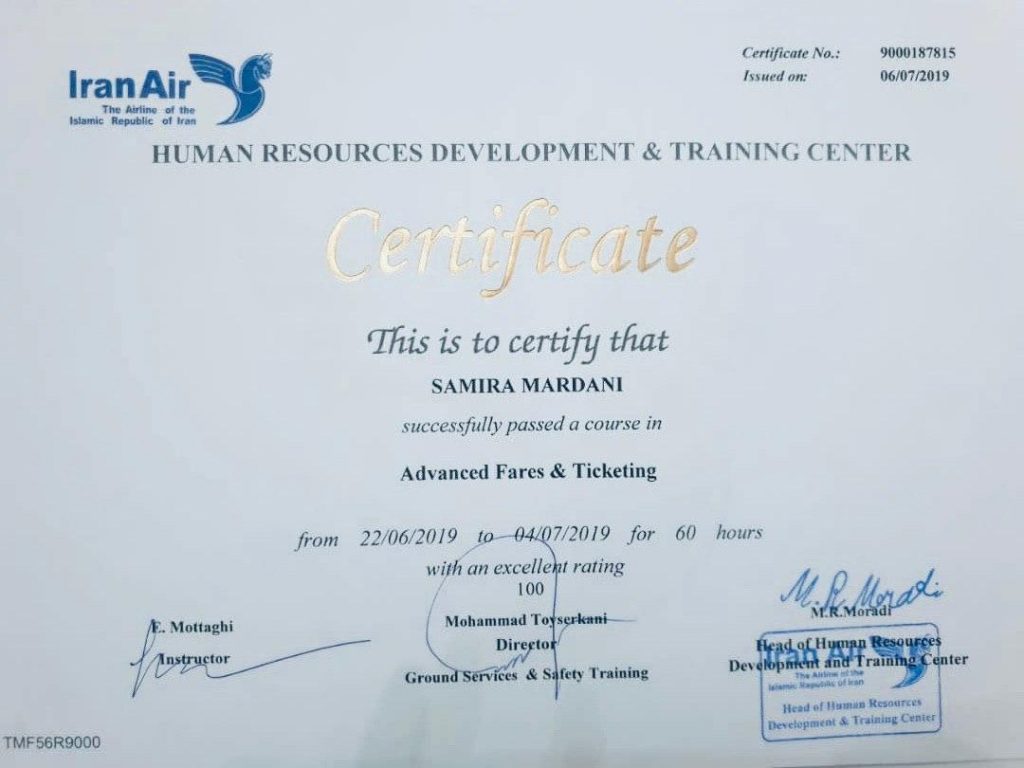 Iran Air
The Airline of the
Islamic Republic of Iran
Certificate No.: 9000187815
Issued on: 06/07/2019
HUMAN RESOURCES DEVELOPMENT & TRAINING CENTER
Certificate
This is to certify that
SAMIRA MARDANI
successfully passed a course in
Advanced Fares & Ticketing
from 22/06/2019 to 04/07/2019 for 60 hours
with an excellent rating
100
E. Mottaghi
Instructor
Mohammad Toyserkani
Director
Ground Services & Safety Training
M.R. Moradi
M.R.Moradi
Head of Human Resources
Development and Training Center
Iran Air
The Airline of the
Islamic Republic of Iran
Head of Human Resources
Development & Training Center
TMF56R9000